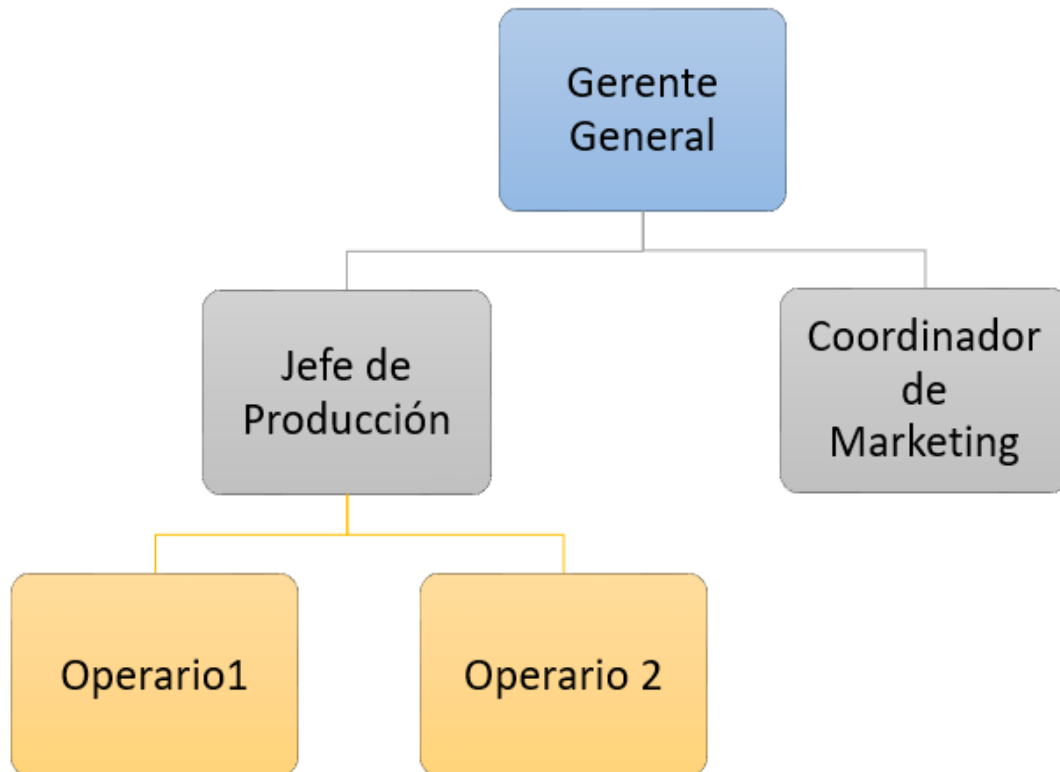 Gerente
General
Jefe de
Producción
Coordinador
de
Marketing
Operario1
Operario 2